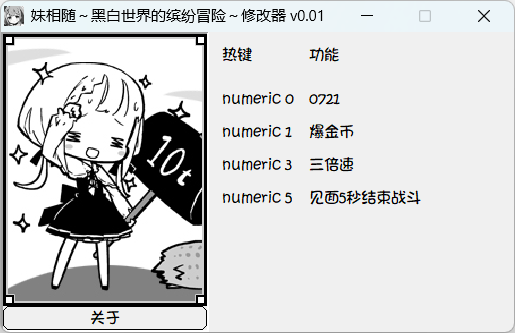 妹相随～黑白世界的缤纷冒险～修改器 v0.01
热键 功能
numeric 0 0721
numeric 1 爆金币
numeric 3 三倍速
numeric 5 见面5秒结束战斗
10t
关于